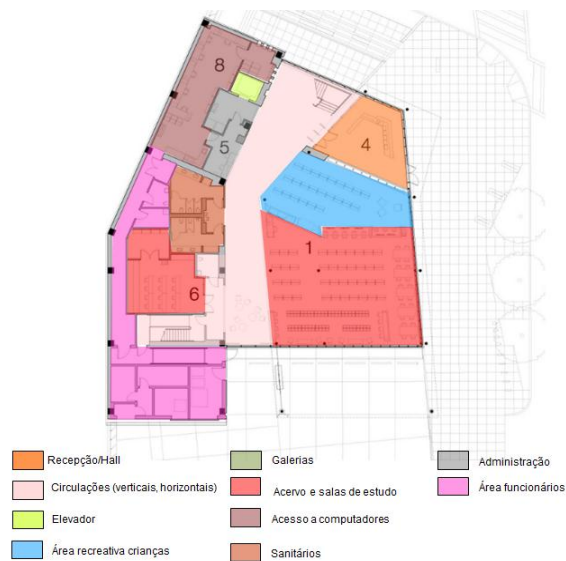 8
5
4
1
6
Recepção/Hall
Galerias
Administração
Circulações (verticais, horizontais)
Acervo e salas de estudo
Área funcionários
Elevador
Acesso a computadores
Área recreativa crianças
Sanitários